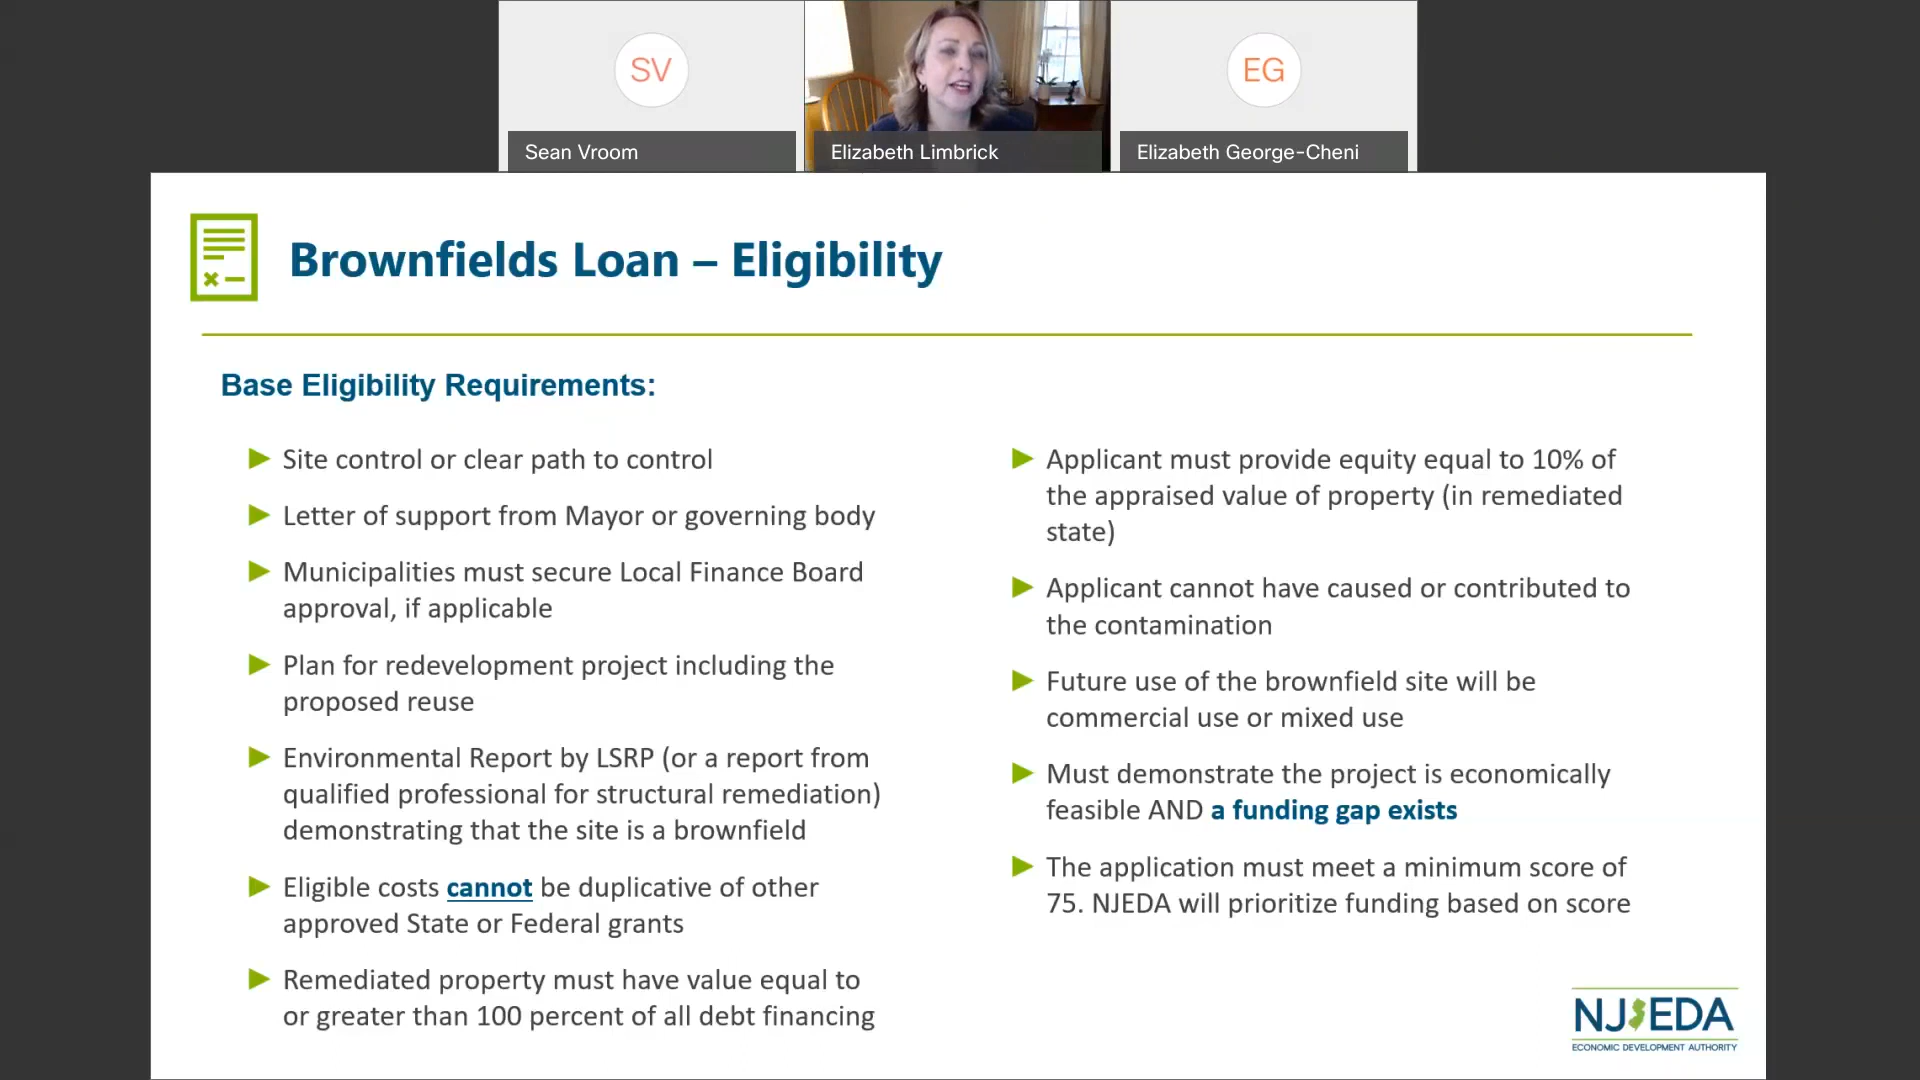 SV
EG
Sean Vroom
Elizabeth Limbrick
Elizabeth George-Cheni
Brownfields Loan – Eligibility
Base Eligibility Requirements:
Site control or clear path to control
Letter of support from Mayor or governing body
Municipalities must secure Local Finance Board
approval, if applicable
Plan for redevelopment project including the
proposed reuse
Environmental Report by LSRP (or a report from
qualified professional for structural remediation)
demonstrating that the site is a brownfield
Eligible costs cannot be duplicative of other
approved State or Federal grants
Remediated property must have value equal to
or greater than 100 percent of all debt financing
Applicant must provide equity equal to 10% of
the appraised value of property (in remediated
state)
Applicant cannot have caused or contributed to
the contamination
Future use of the brownfield site will be
commercial use or mixed use
Must demonstrate the project is economically
feasible AND a funding gap exists
The application must meet a minimum score of
75. NJEDA will prioritize funding based on score
NJEDA
ECONOMIC DEVELOPMENT AUTHORITY